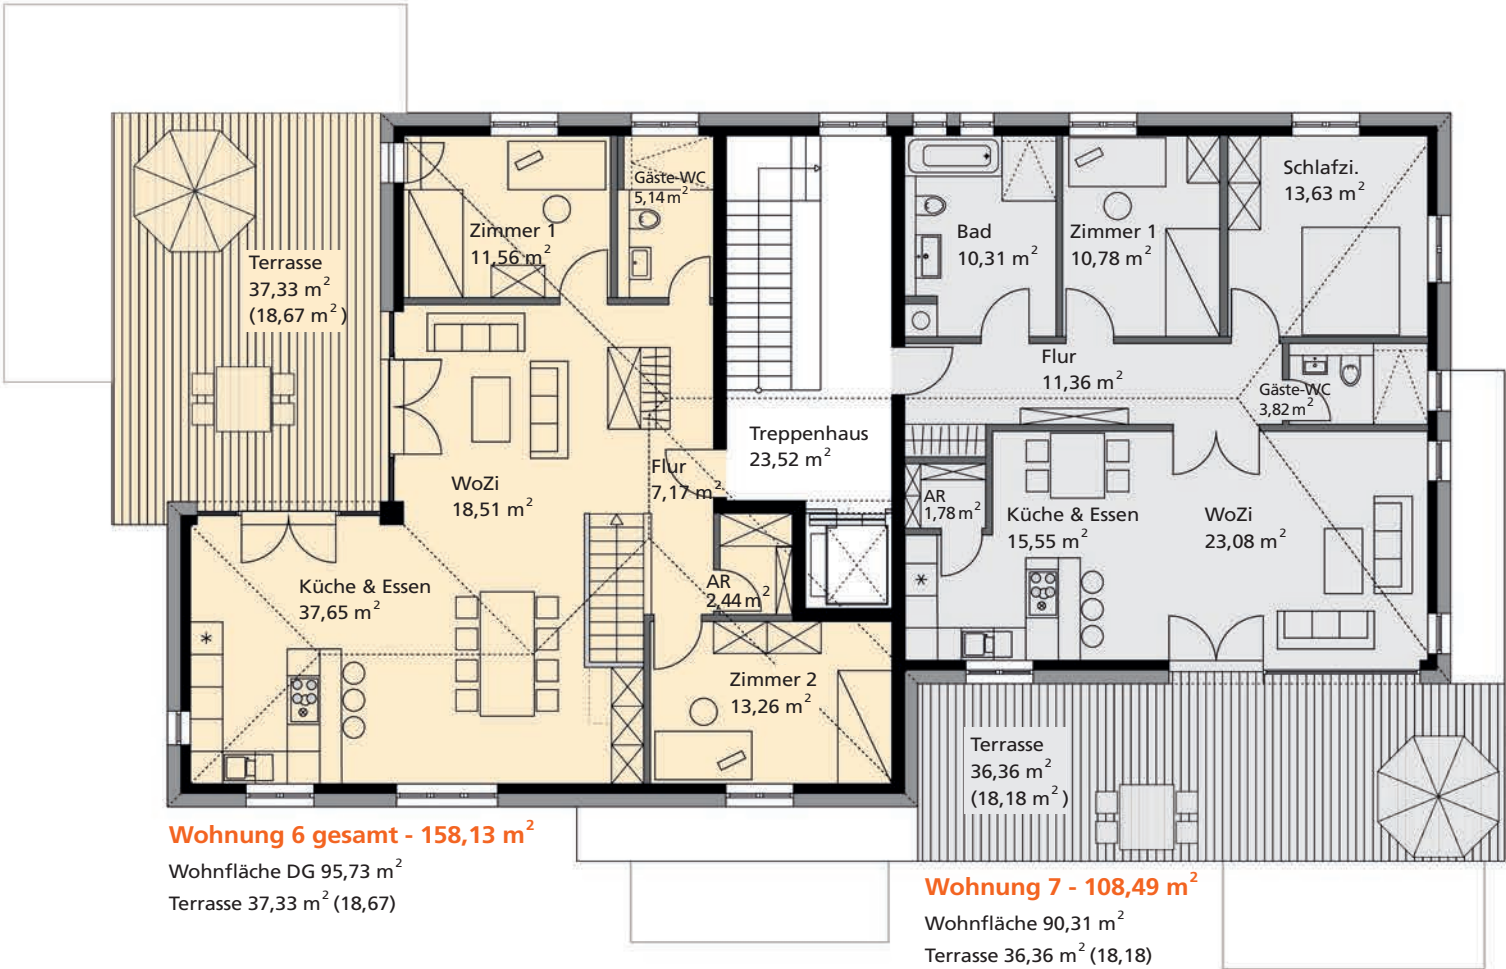 Terrasse
37,33 m²
(18,67 m²)
Zimmer 1
11,56 m²
Gäste-WC
5,14 m²
WoZi
18,51 m²
Flur
7,17 m²
Küche & Essen
37,65 m²
AR
2,44 m²
Zimmer 2
13,26 m²
Treppenhaus
23,52 m²
Bad
10,31 m²
Zimmer 1
10,78 m²
Schlafzi.
13,63 m²
Flur
11,36 m²
Gäste-WC
3,82 m²
AR
1,78 m²
Küche & Essen
15,55 m²
WoZi
23,08 m²
Terrasse
36,36 m²
(18,18 m²)
Wohnung 6 gesamt - 158,13 m²
Wohnfläche DG 95,73 m²
Terrasse 37,33 m² (18,67)
Wohnung 7 - 108,49 m²
Wohnfläche 90,31 m²
Terrasse 36,36 m² (18,18)